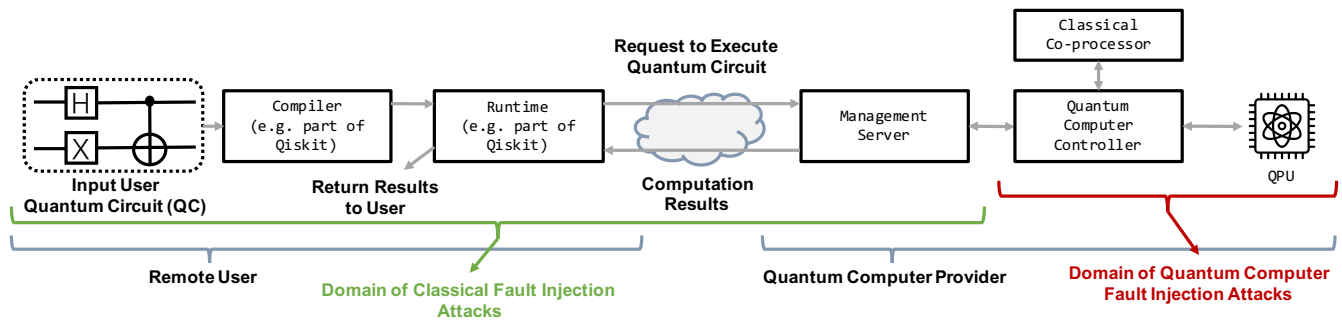 H
X
Input User
Quantum Circuit (QC)
Compiler
(e.g. part of
Qiskit)
Return Results
to User
Runtime
(e.g. part of
Qiskit)
Request to Execute
Quantum Circuit
Computation
Results
Management
Server
Classical
Co-processor
Quantum
Computer
Controller
QPU
Remote User
Domain of Classical Fault Injection
Attacks
Quantum Computer Provider
Domain of Quantum Computer
Fault Injection Attacks